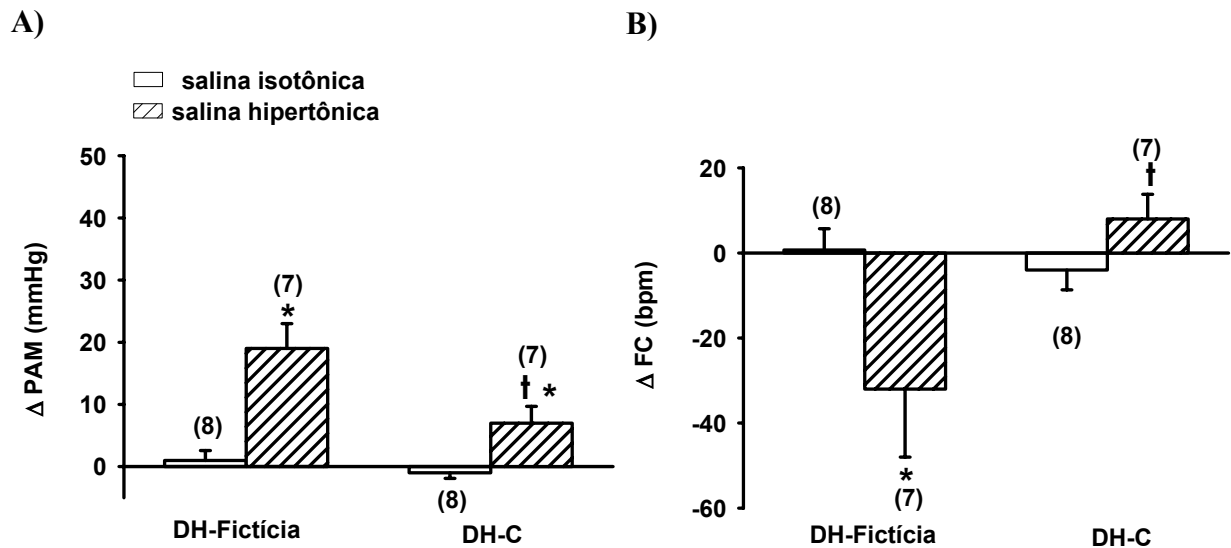 A)
salina isotônica
salina hipertônica
Δ PAM (mmHg)
50
40
30
20
10
0
(8)
(7)
*
(8)
(7)
† *
DH-Fictícia
DH-C
B)
Δ FC (bpm)
20
0
-20
-40
-60
(8)
*
(7)
(8)
(7)
†
DH-Fictícia
DH-C